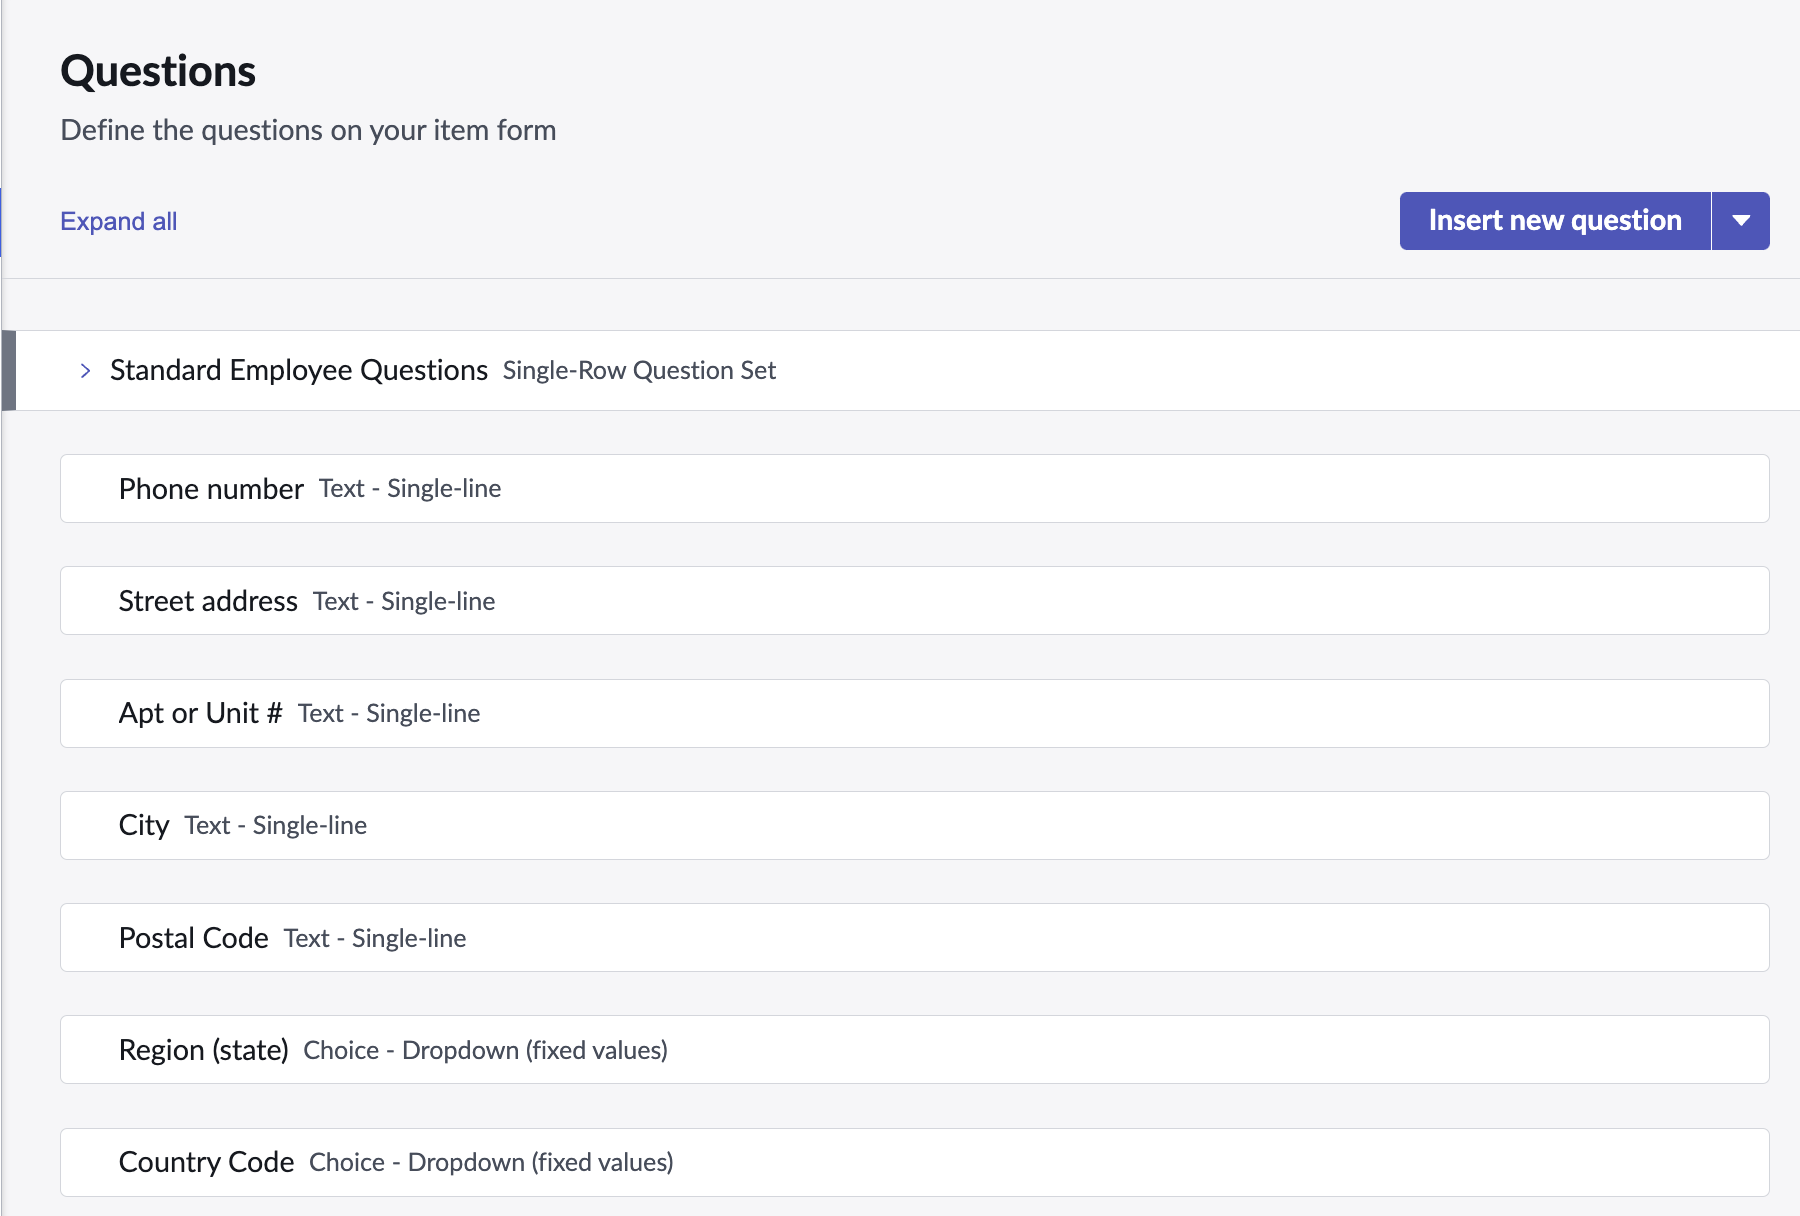 Questions
Define the questions on your item form
Expand all
Insert new question
Standard Employee Questions Single-Row Question Set
Phone number Text - Single-line
Street address Text - Single-line
Apt or Unit # Text - Single-line
City Text - Single-line
Postal Code Text - Single-line
Region (state) Choice - Dropdown (fixed values)
Country Code Choice - Dropdown (fixed values)